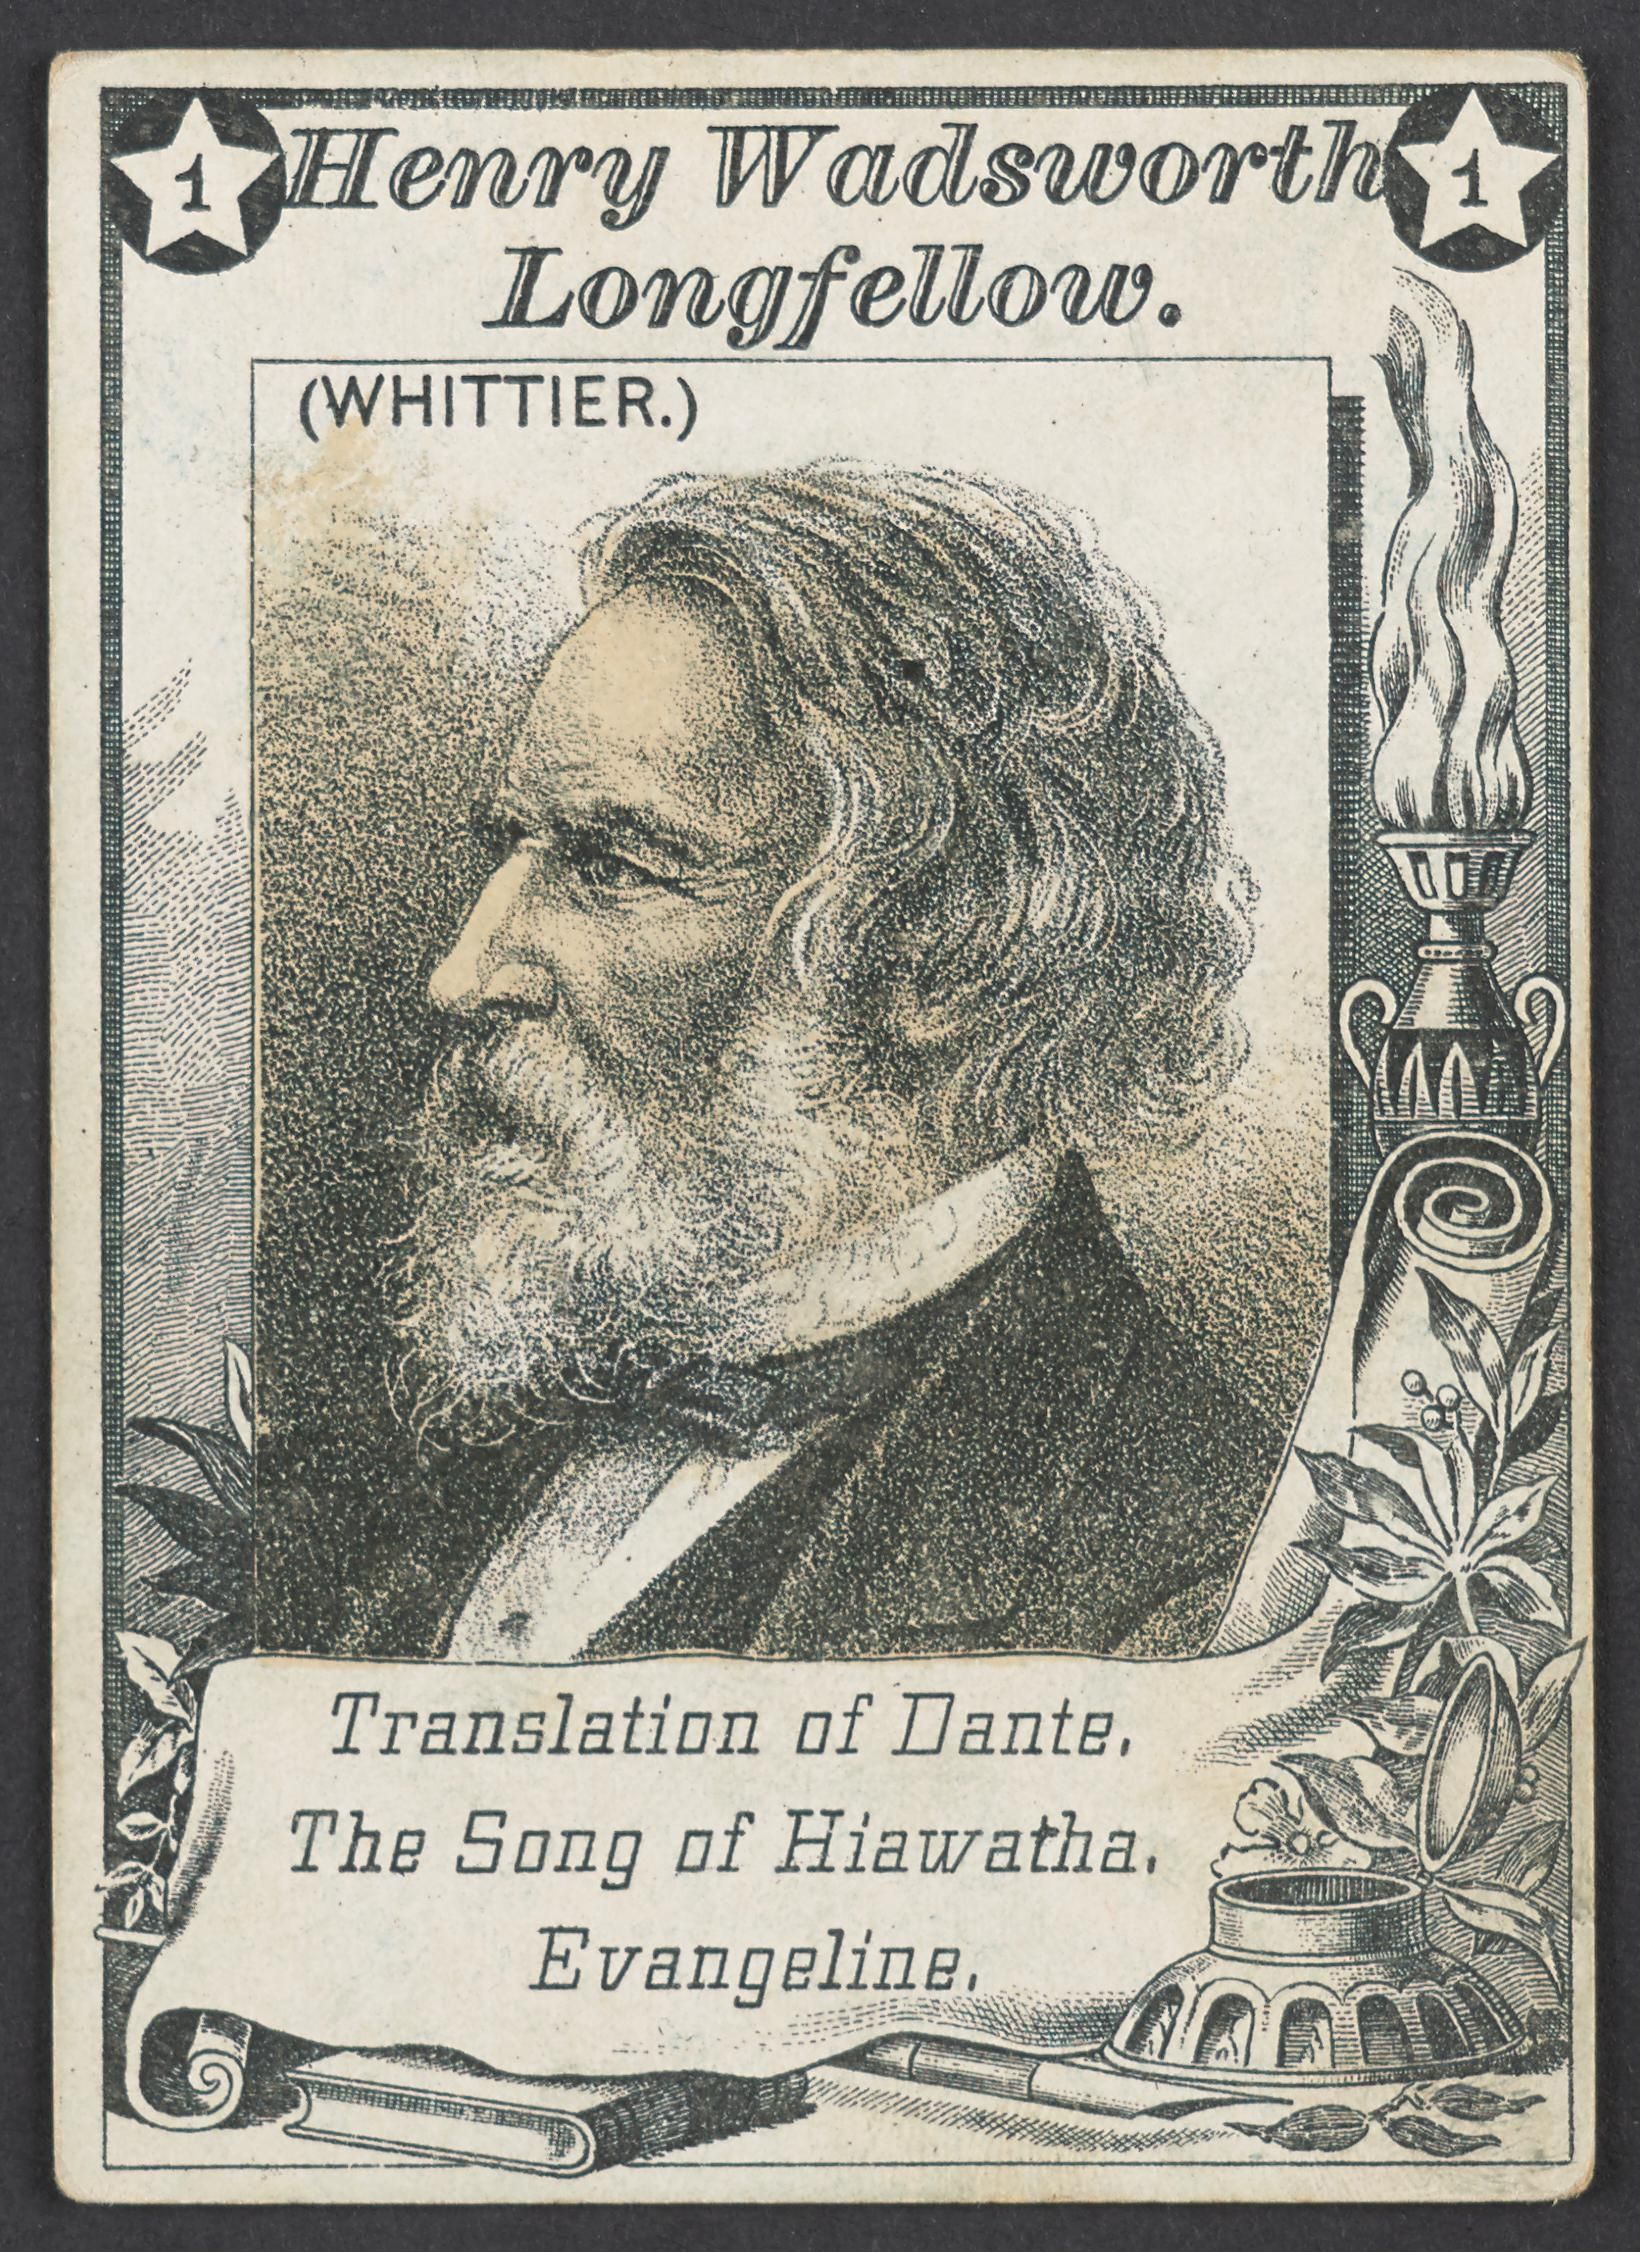 1 Henry Wadsworth 1
Longfellow.
(WHITTIER.)
Translation of Dante.
The Song of Hiawatha.
Evangeline.